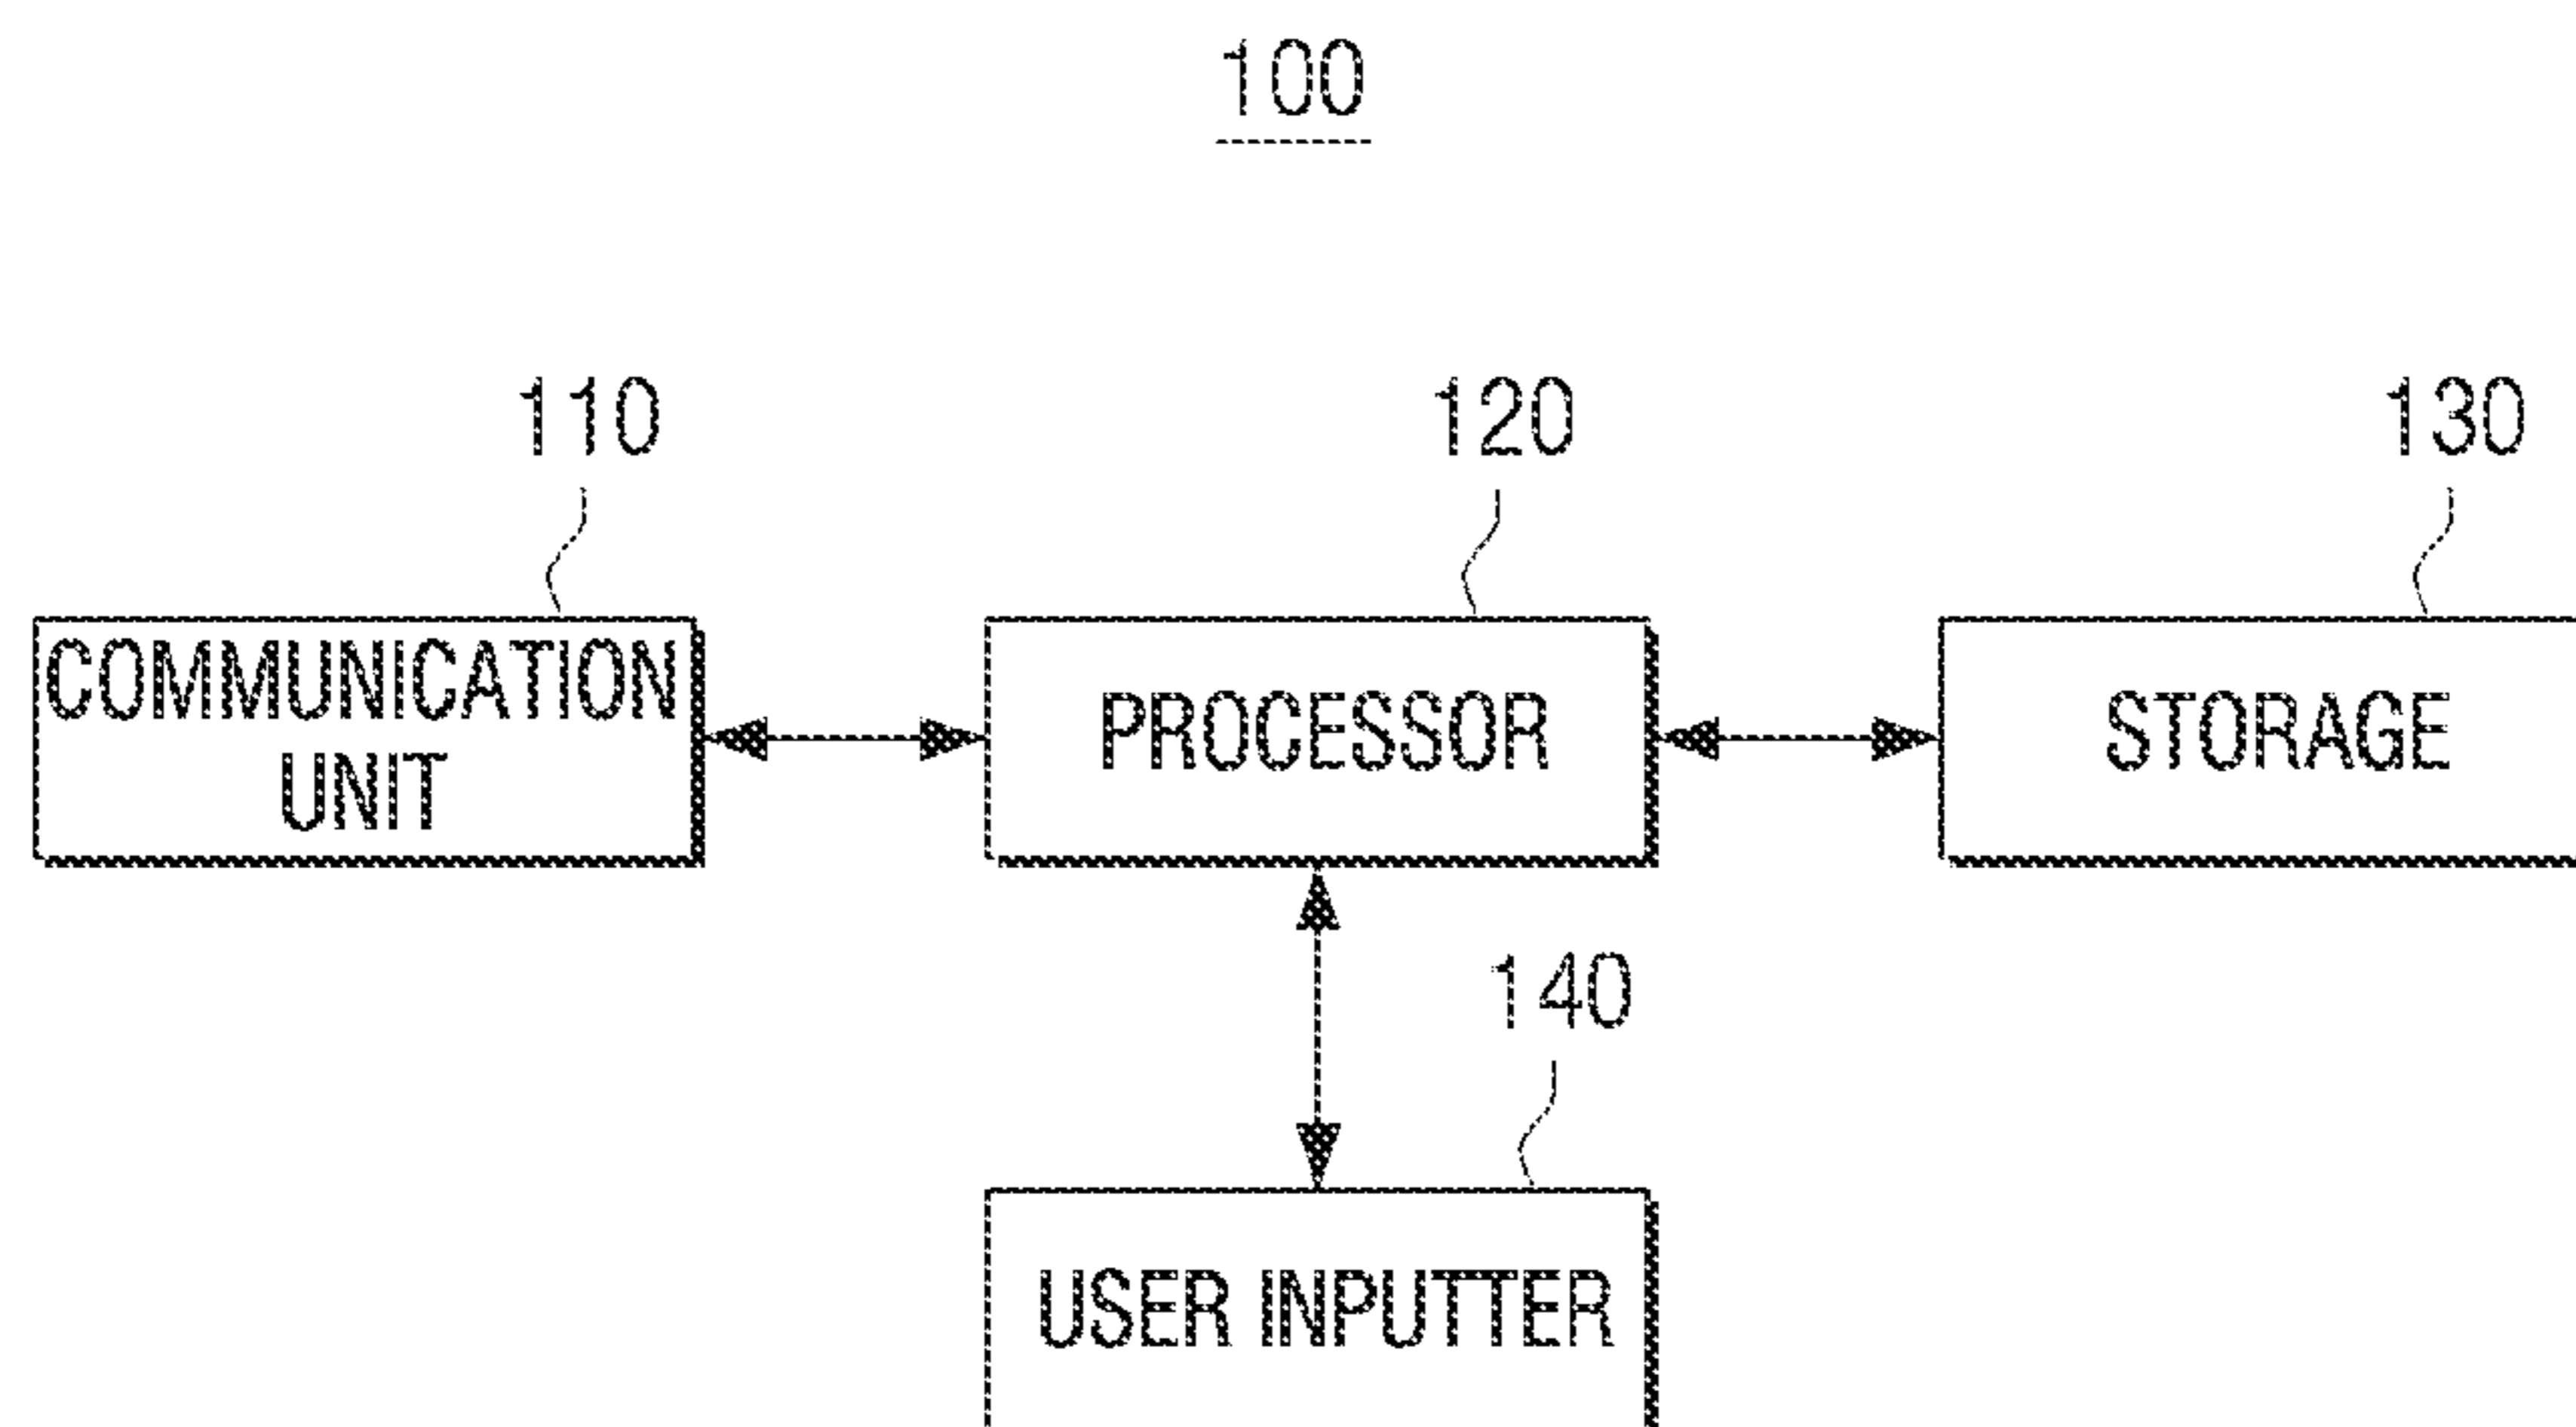 100
110
120
130
COMMUNICATION
UNIT
PROCESSOR
STORAGE
140
USER INPUTTER